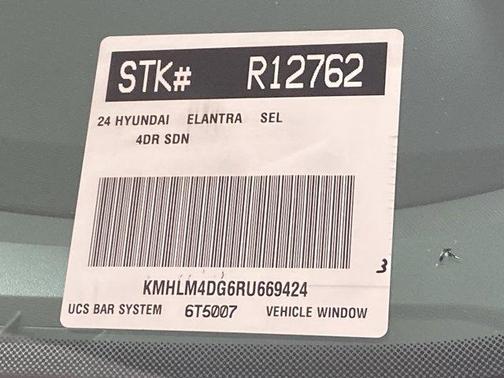 STK# R12762
24 HYUNDAI ELANTRA SEL
4DR SDN
3
KMHLM4DG6RU669424
UCS BAR SYSTEM 6T5007 VEHICLE WINDOW